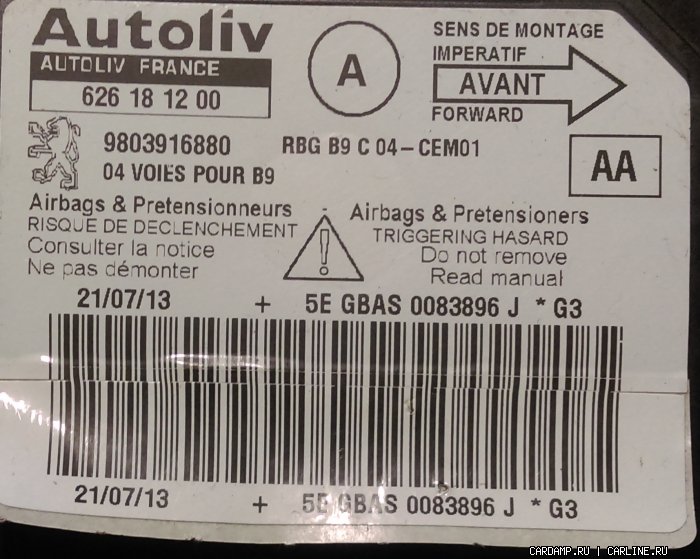 Autoliv
AUTOLIV FRANCE
626 18 12 00
A
SENS DE MONTAGE
IMPERATIF
AVANT
FORWARD
9803916880
RBG B9 C 04-CEM01
04 VOIES POUR B9
AA
Airbags & Pretensionneurs
RISQUE DE DECLENCHEMENT
Consulter la notice
Ne pas démonter
!
Airbags & Pretensioners
TRIGGERING HASARD
Do not remove
Read manual
21/07/13 + 5E GBAS 0083896 J * G3
21/07/13 + 5E GBAS 0083896 J * G3
CARDAMP.RU | CARLINE.RU